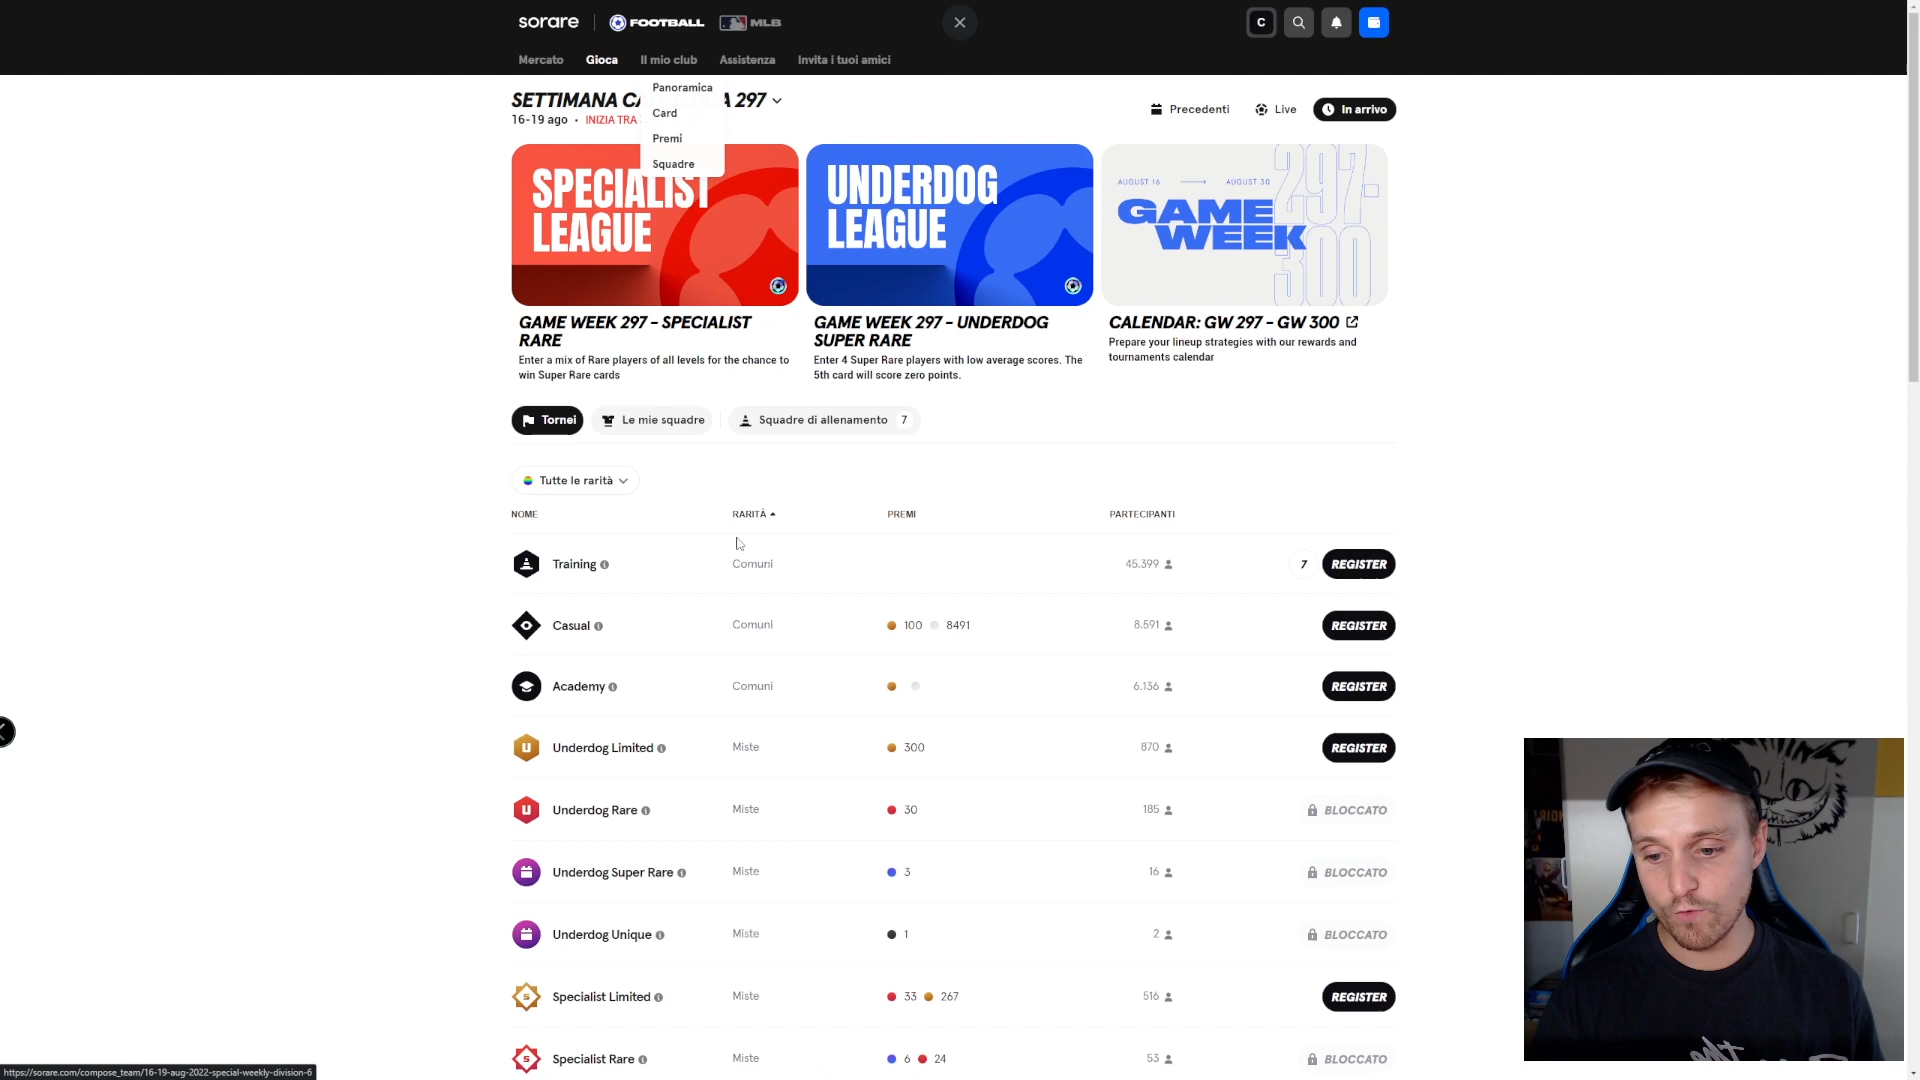 sorare FOOTBALL MLB
C
Mercato Gioca Il mio club Assistenza Invita i tuoi amici
Panoramica
Card
Premi
Squadre
16-19 ago • INIZIA TRA
Precedenti Live In arrivo
SPECIALIST
LEAGUE
UNDERDOG
LEAGUE
AUGUST 16 AUGUST 30
GAME
WEEK
297-
300
GAME WEEK 297 - SPECIALIST
RARE
Enter a mix of Rare players of all levels for the chance to
win Super Rare cards
GAME WEEK 297 - UNDERDOG
SUPER RARE
Enter 4 Super Rare players with low average scores. The
5th card will score zero points.
CALENDAR: GW 297 - GW 300
Prepare your lineup strategies with our rewards and
tournaments calendar
Tornei Le mie squadre Squadre di allenamento 7
Tutte le rarità
NOME RARITÀ PREMI PARTECIPANTI
Training Comuni 45.399 7 REGISTER
Casual Comuni 100 8491 8.591 REGISTER
Academy Comuni 6.136 REGISTER
U Underdog Limited Miste 300 870 REGISTER
U Underdog Rare Miste 30 185 BLOCCATO
Underdog Super Rare Miste 3 16 BLOCCATO
Underdog Unique Miste 1 2 BLOCCATO
S Specialist Limited Miste 33 267 516 REGISTER
S Specialist Rare Miste 6 24 53 BLOCCATO
https://sorare.com/compose_team/16-19-aug-2022-special-weekly-division-6